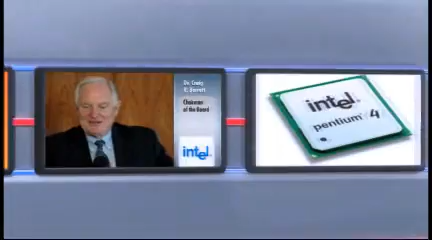 Dr. Craig
R. Barrett
Chairman
of the Board
intel.
intel.
pentium 4